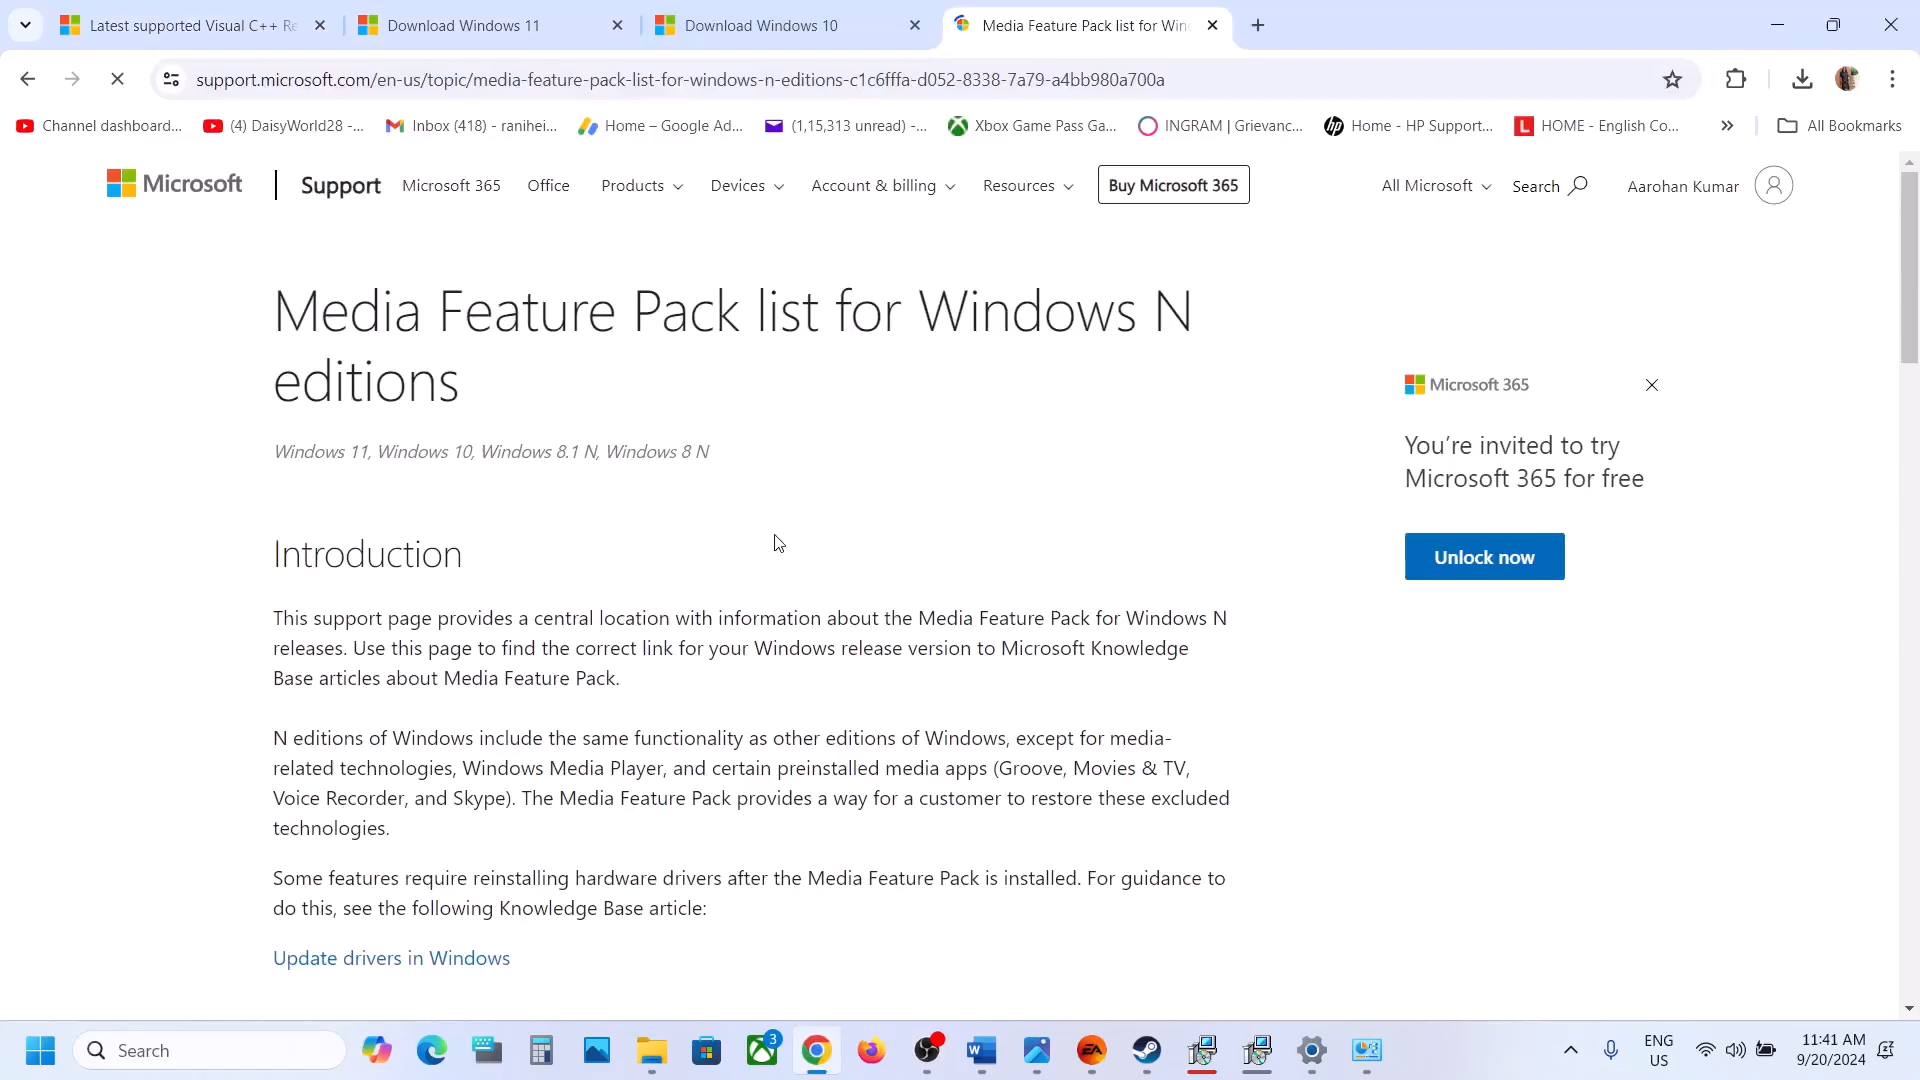 Latest supported Visual C++ Re
Download Windows 11
Download Windows 10
Media Feature Pack list for Win
support.microsoft.com/en-us/topic/media-feature-pack-list-for-windows-n-editions-c1c6fffa-d052-8338-7a79-a4bb980a700a
Channel dashboard...
(4) DaisyWorld28 -...
Inbox (418) - ranihei...
Home – Google Ad...
(1,15,313 unread) -...
Xbox Game Pass Ga...
INGRAM | Grievanc...
Home - HP Support...
HOME - English Co...
All Bookmarks
Microsoft
Support
Microsoft 365
Office
Products
Devices
Account & billing
Resources
Buy Microsoft 365
All Microsoft
Search
Aarohan Kumar
Media Feature Pack list for Windows N
editions
Windows 11, Windows 10, Windows 8.1 N, Windows 8 N
Introduction
This support page provides a central location with information about the Media Feature Pack for Windows N
releases. Use this page to find the correct link for your Windows release version to Microsoft Knowledge
Base articles about Media Feature Pack.
N editions of Windows include the same functionality as other editions of Windows, except for media-
related technologies, Windows Media Player, and certain preinstalled media apps (Groove, Movies & TV,
Voice Recorder, and Skype). The Media Feature Pack provides a way for a customer to restore these excluded
technologies.
Some features require reinstalling hardware drivers after the Media Feature Pack is installed. For guidance to
do this, see the following Knowledge Base article:
Update drivers in Windows
Microsoft 365
You're invited to try
Microsoft 365 for free
Unlock now
Search
3
ENG
US
11:41 AM
9/20/2024